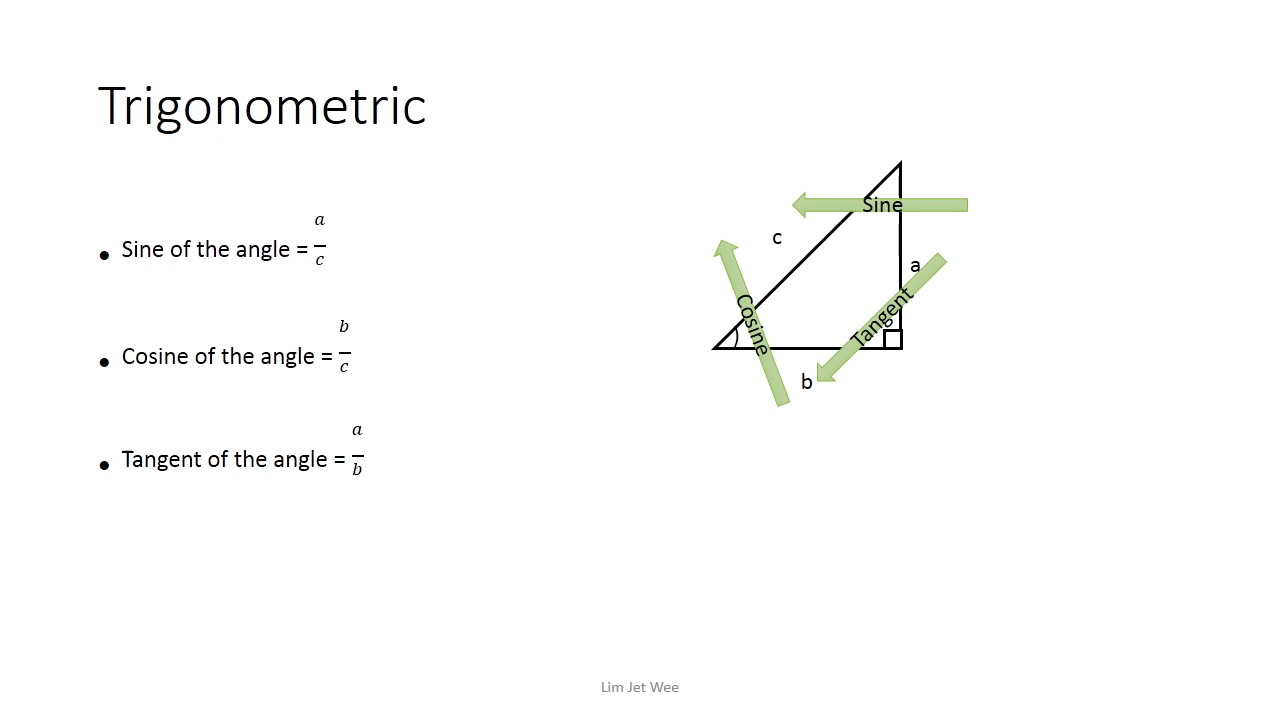 Trigonometric
• Sine of the angle = a/c
• Cosine of the angle = b/c
• Tangent of the angle = a/b
Sine
c
a
Cosine
Tangent
b
Lim Jet Wee